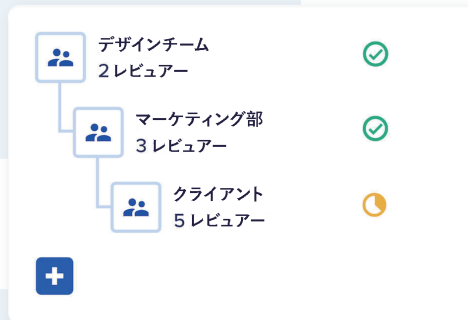 デザインチーム
2 レビュアー
マーケティング部
3 レビュアー
クライアント
5 レビュアー